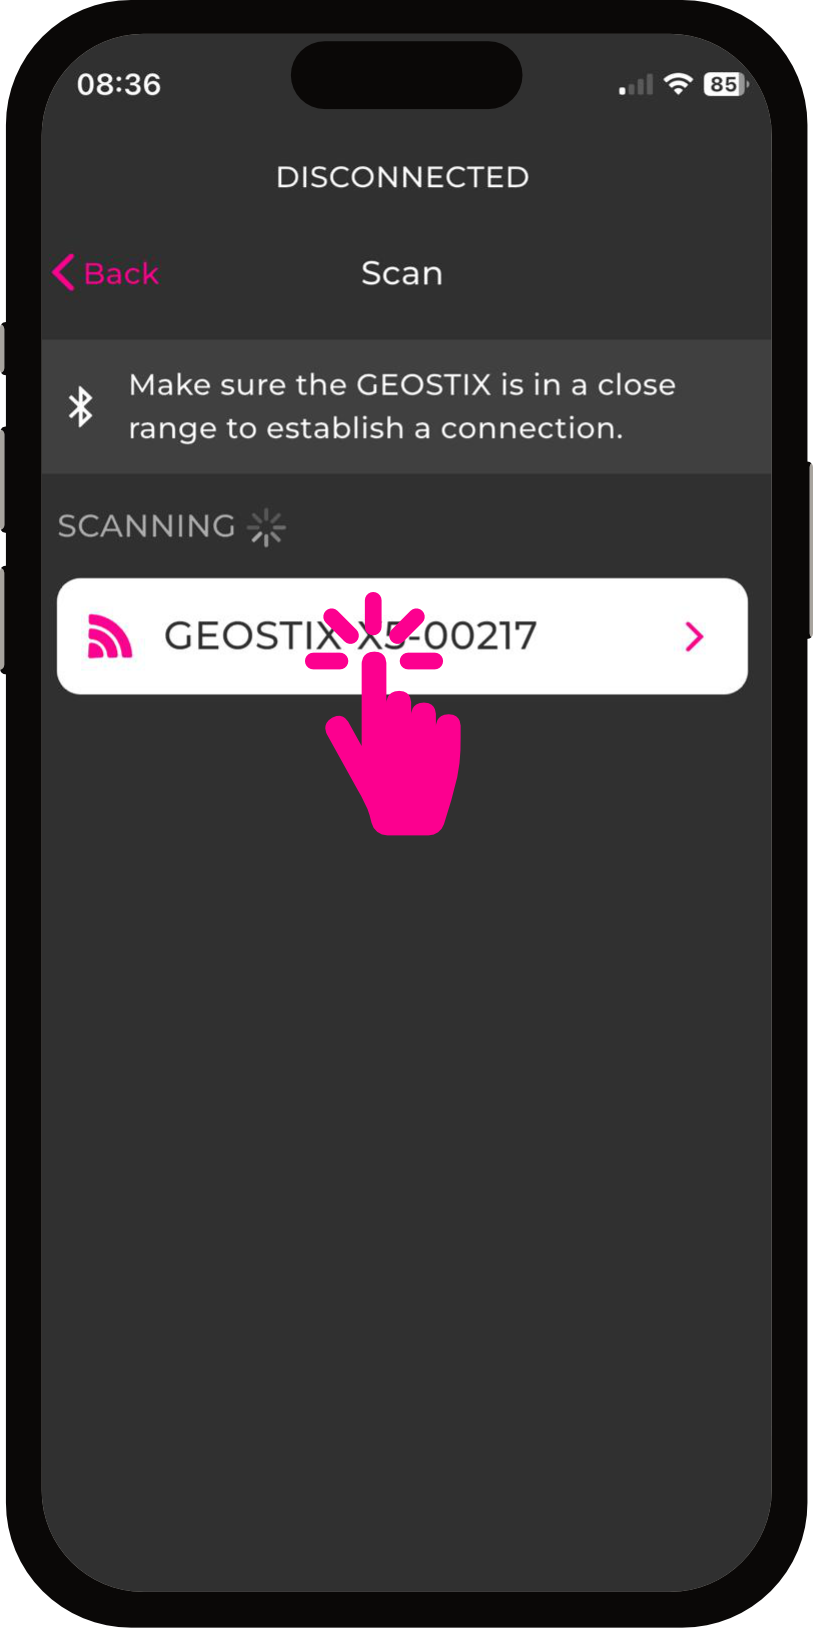 08:36
85
DISCONNECTED
Back
Scan
Make sure the GEOSTIX is in a close
range to establish a connection.
SCANNING
GEOSTIX-X5-00217